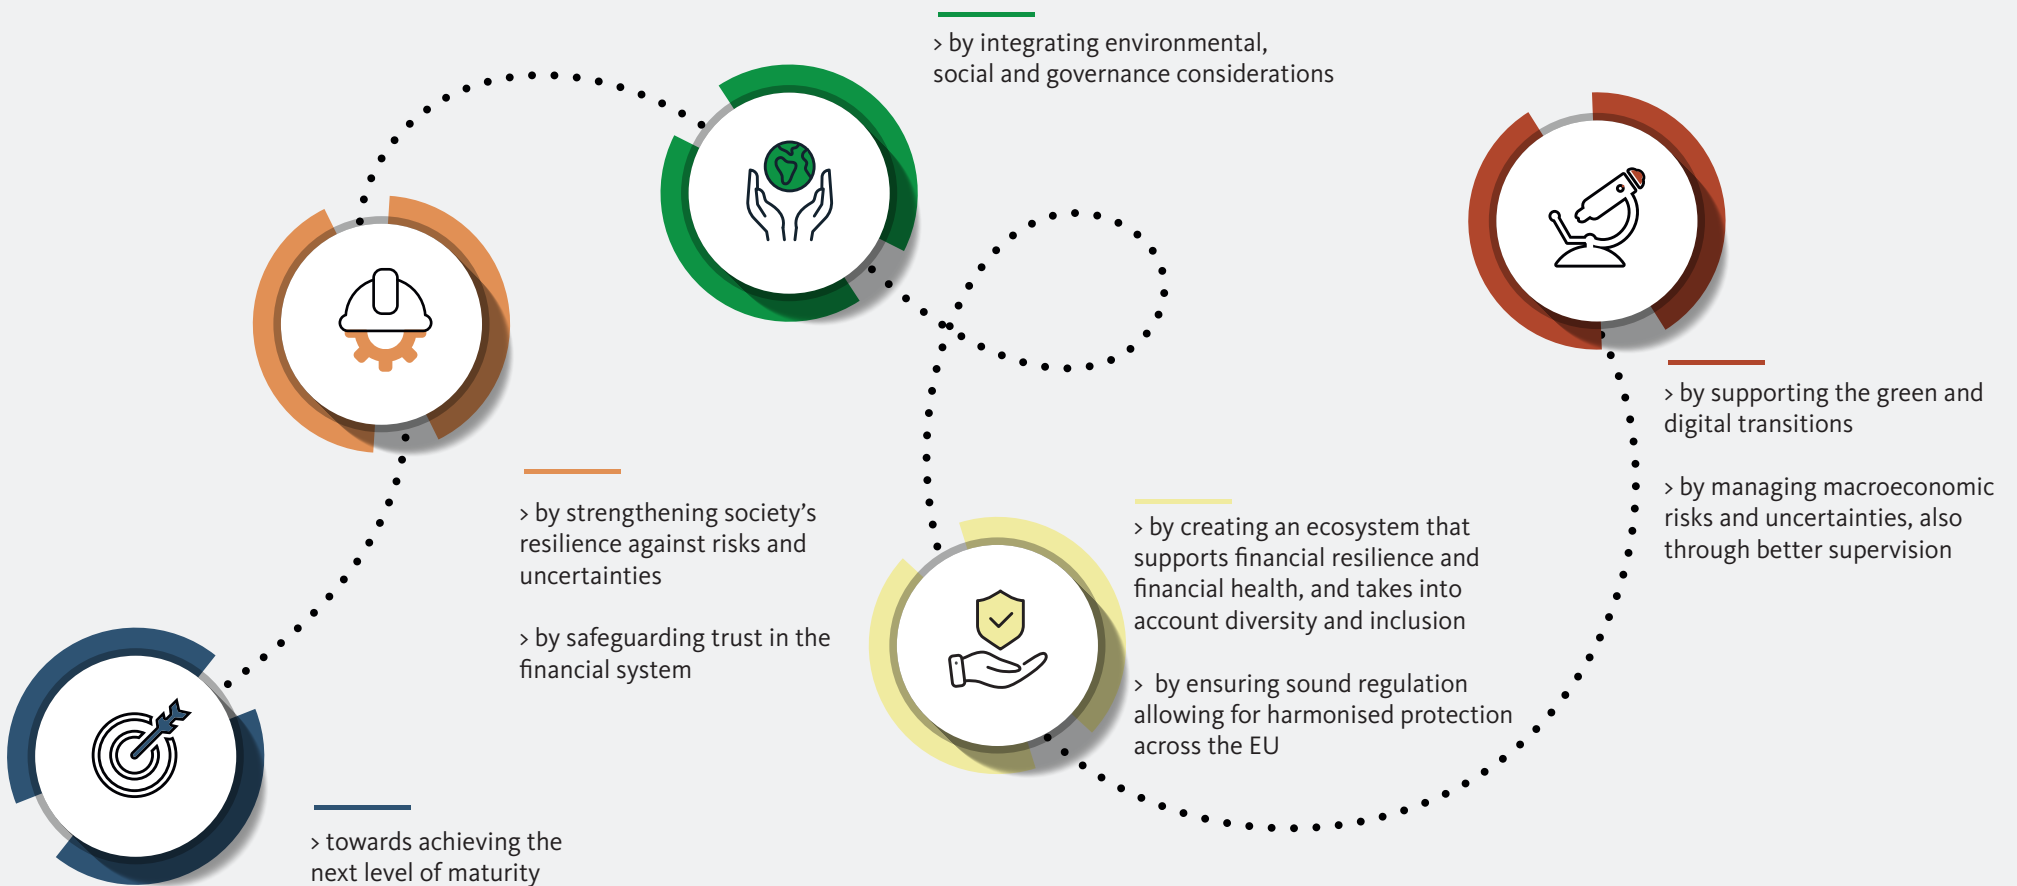 > by integrating environmental,
social and governance considerations
> by supporting the green and
digital transitions
> by managing macroeconomic
risks and uncertainties, also
through better supervision
> by strengthening society’s
resilience against risks and
uncertainties
> by safeguarding trust in the
financial system
> by creating an ecosystem that
supports financial resilience and
financial health, and takes into
account diversity and inclusion
> by ensuring sound regulation
allowing for harmonised protection
across the EU
> towards achieving the
next level of maturity